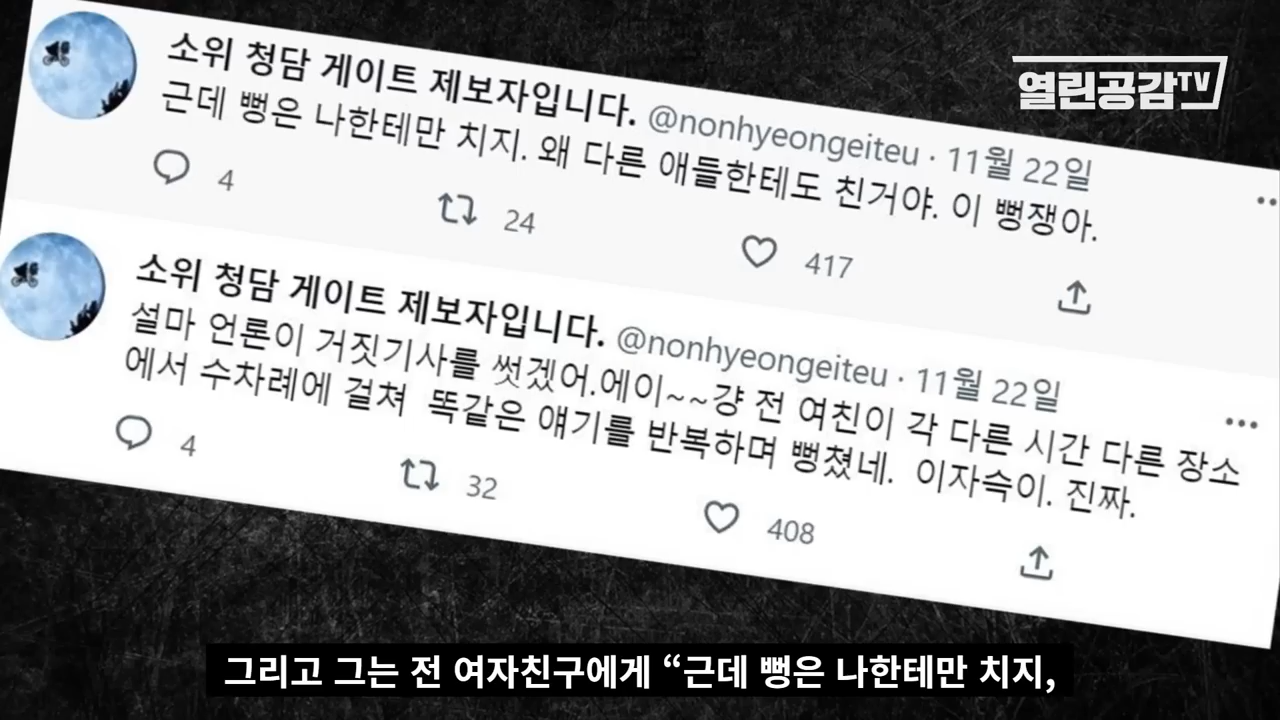 열린공감TV
소위 청담 게이트 제보자입니다. @nonhyeongeiteu · 11월 22일
근데 뻥은 나한테만 치지. 왜 다른 애들한테도 친거야. 이 뻥쟁아.
4 24 417
소위 청담 게이트 제보자입니다. @nonhyeongeiteu · 11월 22일
설마 언론이 거짓기사를 썻겠어.에이~~걍 전 여친이 각 다른 시간 다른 장소
에서 수차례에 걸쳐 똑같은 얘기를 반복하며 뻥쳤네. 이자슥이. 진짜.
4 32 408
그리고 그는 전 여자친구에게 “근데 뻥은 나한테만 치지,